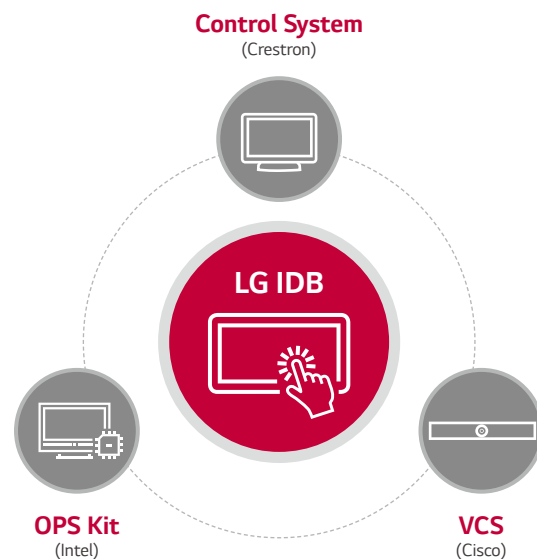 Control System
(Crestron)
LG IDB
OPS Kit
(Intel)
VCS
(Cisco)